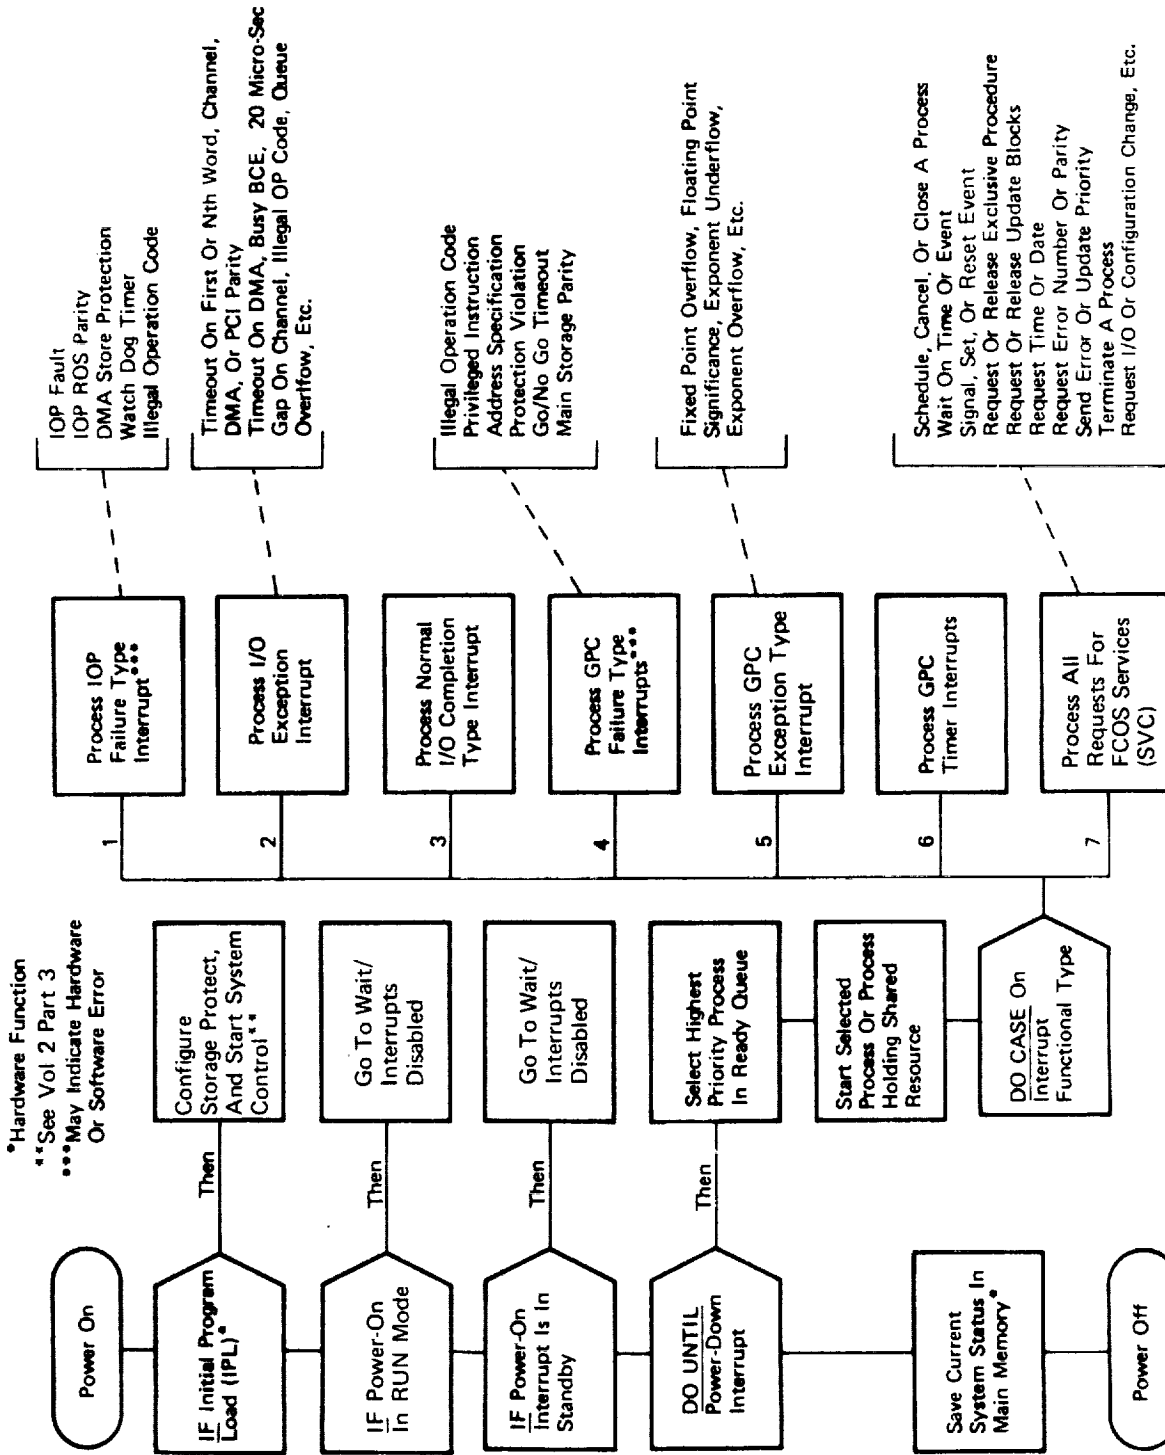 *Hardware Function
**See Vol 2 Part 3
***May Indicate Hardware
Or Software Error
Power On
IF Initial Program
Load (IPL)*
Then
Configure
Storage Protect,
And Start System
Control**
IF Power-On
In RUN Mode
Then
Go To Wait/
Interrupts
Disabled
IF Power-On
Interrupt Is In
Standby
Then
Go To Wait/
Interrupts
Disabled
DO UNTIL
Power-Down
Interrupt
Then
Select Highest
Priority Process
In Ready Queue
Start Selected
Process Or Process
Holding Shared
Resource
DO CASE On
Interrupt
Functional Type
Save Current
System Status In
Main Memory*
Power Off
1
Process IOP
Failure Type
Interrupt***
IOP Fault
IOP ROS Parity
DMA Store Protection
Watch Dog Timer
Illegal Operation Code
2
Process I/O
Exception
Interrupt
Timeout On First Or Nth Word, Channel,
DMA, Or PCI Parity
Timeout On DMA, Busy BCE, 20 Micro-Sec
Gap On Channel, Illegal OP Code, Queue
Overflow, Etc.
3
Process Normal
I/O Completion
Type Interrupt
4
Process GPC
Failure Type
Interrupts***
Illegal Operation Code
Privileged Instruction
Address Specification
Protection Violation
Go/No Go Timeout
Main Storage Parity
5
Process GPC
Exception Type
Interrupt
Fixed Point Overflow, Floating Point
Significance, Exponent Underflow,
Exponent Overflow, Etc.
6
Process GPC
Timer Interrupts
7
Process All
Requests For
FCOS Services
(SVC)
Schedule, Cancel, Or Close A Process
Wait On Time Or Event
Signal, Set, Or Reset Event
Request Or Release Exclusive Procedure
Request Or Release Update Blocks
Request Time Or Date
Request Error Number Or Parity
Send Error Or Update Priority
Terminate A Process
Request I/O Or Configuration Change, Etc.